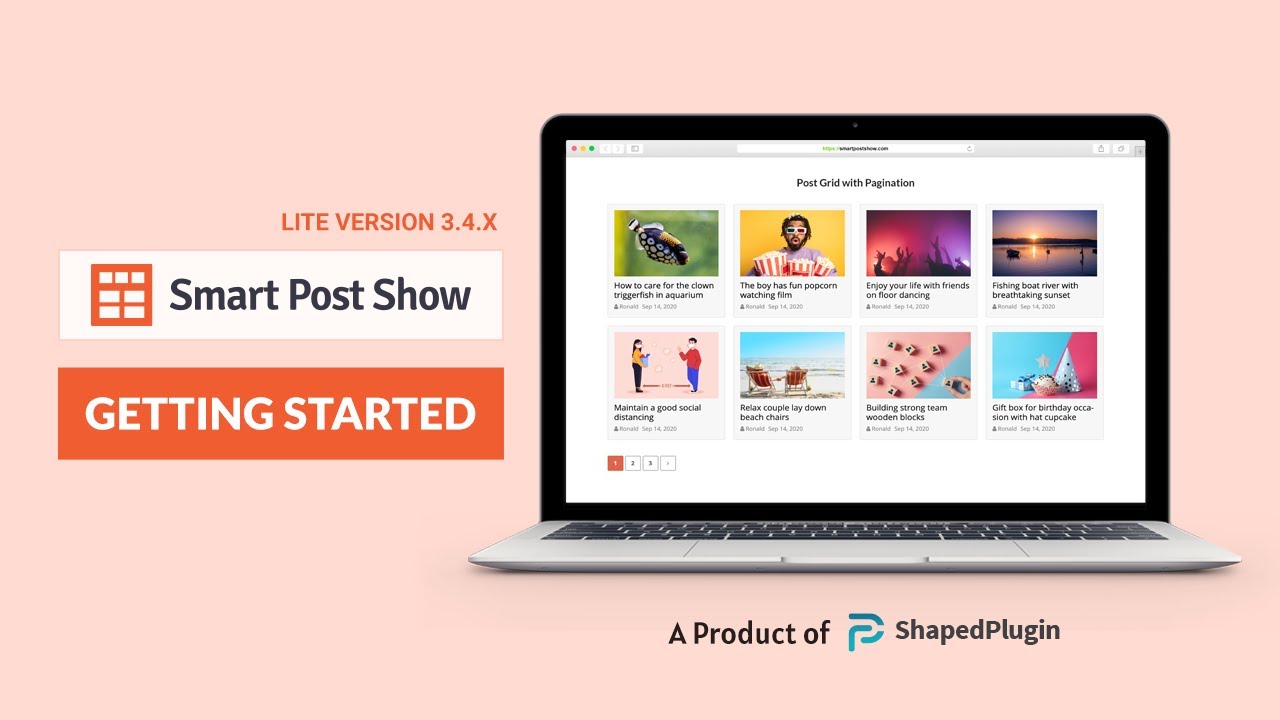 LITE VERSION 3.4.X
Smart Post Show
GETTING STARTED
https://smartpostshow.com
Post Grid with Pagination
How to care for the clown
triggerfish in aquarium
Ronald Sep 14, 2020
The boy has fun popcorn
watching film
Ronald Sep 14, 2020
Enjoy your life with friends
on floor dancing
Ronald Sep 14, 2020
Fishing boat river with
breathtaking sunset
Ronald Sep 14, 2020
Maintain a good social
distancing
Ronald Sep 14, 2020
Relax couple lay down
beach chairs
Ronald Sep 14, 2020
Building strong team
wooden blocks
Ronald Sep 14, 2020
Gift box for birthday occa-
sion with hat cupcake
Ronald Sep 14, 2020
1 2 3 ›
A Product of ShapedPlugin